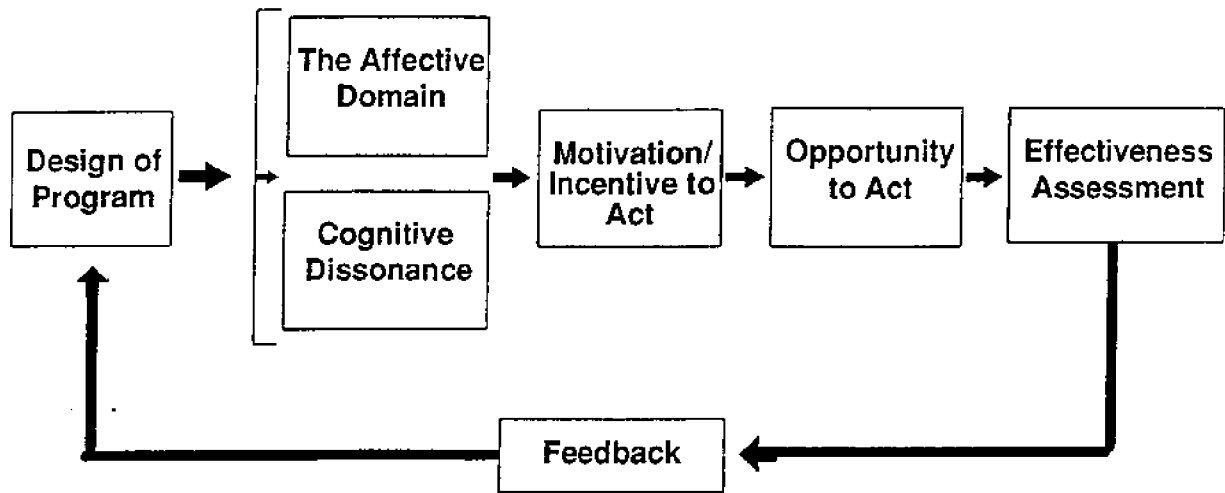 The Affective
Domain
Design of
Program
Cognitive
Dissonance
Motivation/
Incentive to
Act
Opportunity
to Act
Effectiveness
Assessment
Feedback